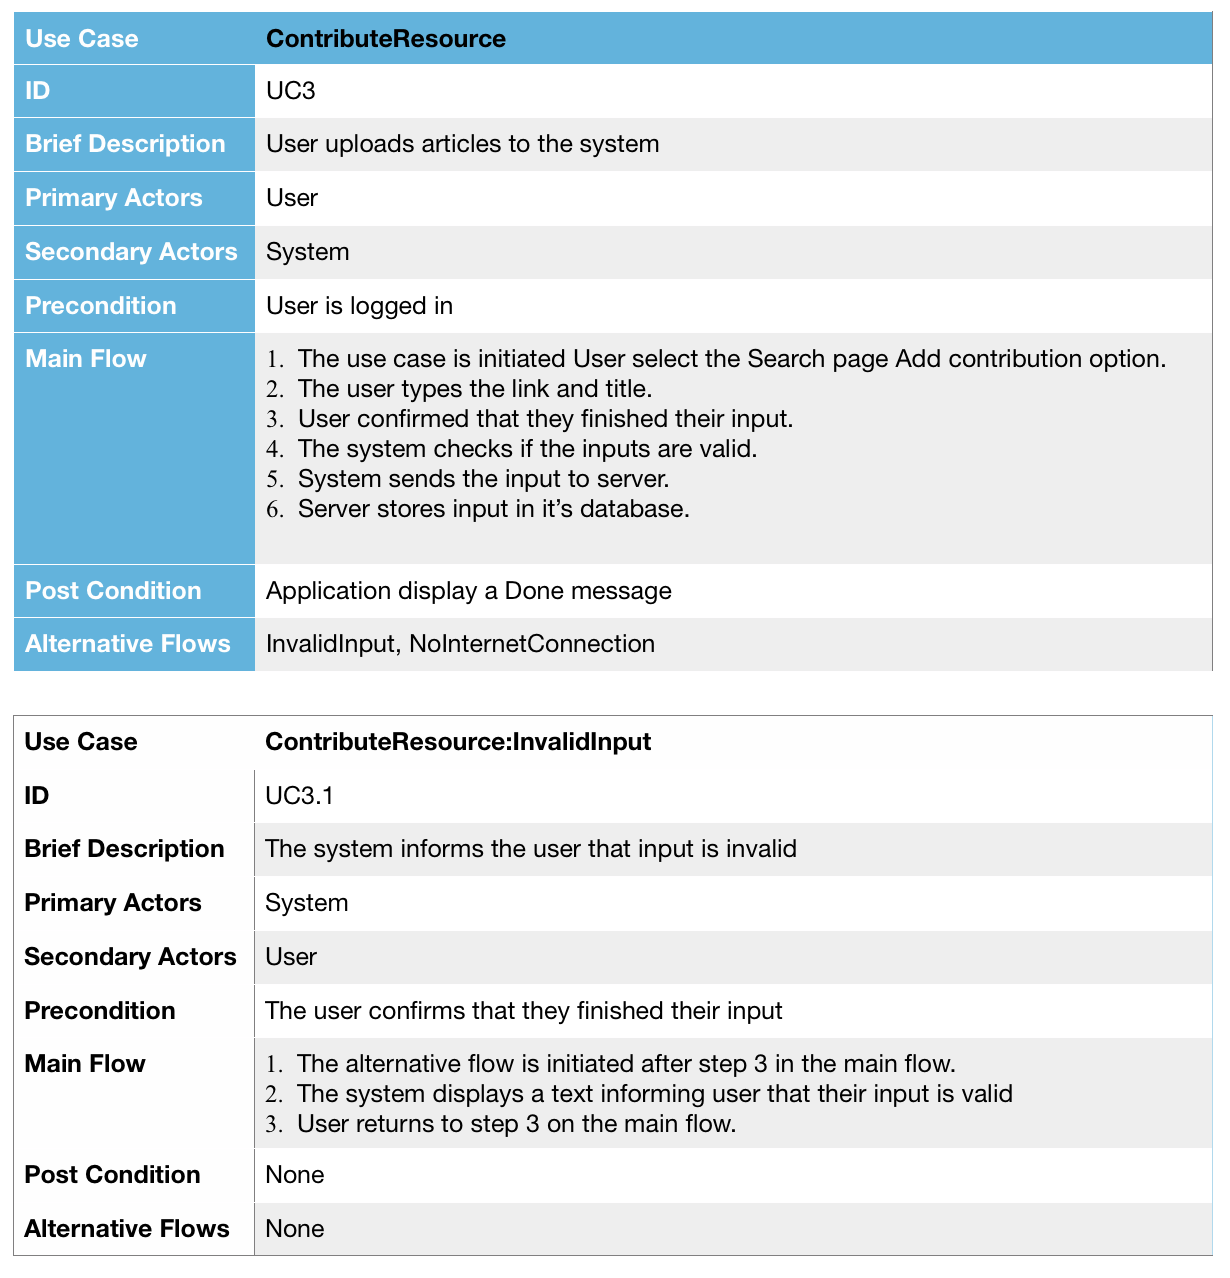 Use Case ContributeResource
ID UC3
Brief Description User uploads articles to the system
Primary Actors User
Secondary Actors System
Precondition User is logged in
Main Flow 1. The use case is initiated User select the Search page Add contribution option.
2. The user types the link and title.
3. User confirmed that they finished their input.
4. The system checks if the inputs are valid.
5. System sends the input to server.
6. Server stores input in it’s database.
Post Condition Application display a Done message
Alternative Flows InvalidInput, NoInternetConnection
Use Case ContributeResource:InvalidInput
ID UC3.1
Brief Description The system informs the user that input is invalid
Primary Actors System
Secondary Actors User
Precondition The user confirms that they finished their input
Main Flow 1. The alternative flow is initiated after step 3 in the main flow.
2. The system displays a text informing user that their input is valid
3. User returns to step 3 on the main flow.
Post Condition None
Alternative Flows None